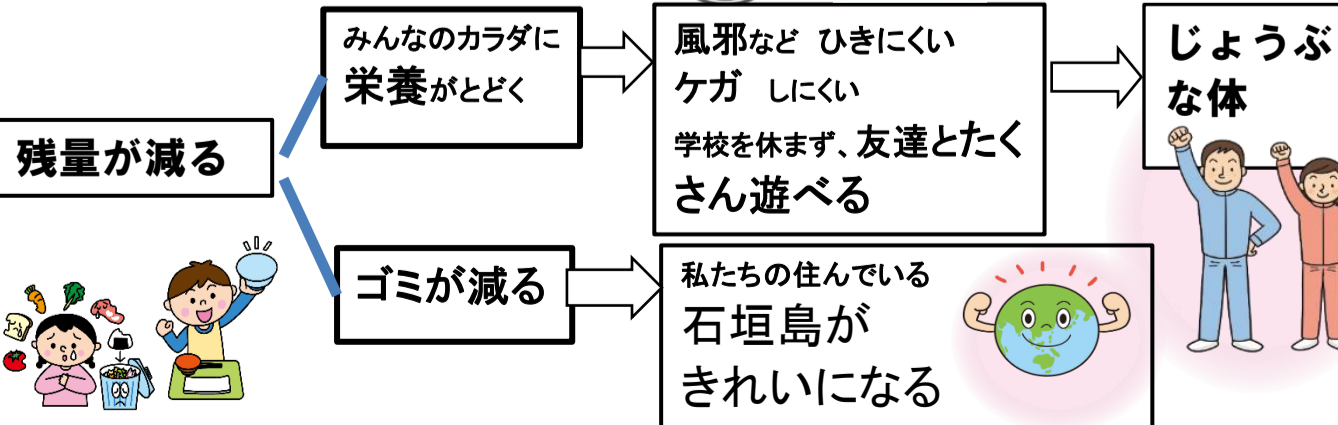 残量が減る
みんなのカラダに
栄養がとどく
風邪など ひきにくい
ケガ しにくい
学校を休まず、友達とたく
さん遊べる
じょうぶ
な体
ゴミが減る
私たちの住んでいる
石垣島が
きれいになる